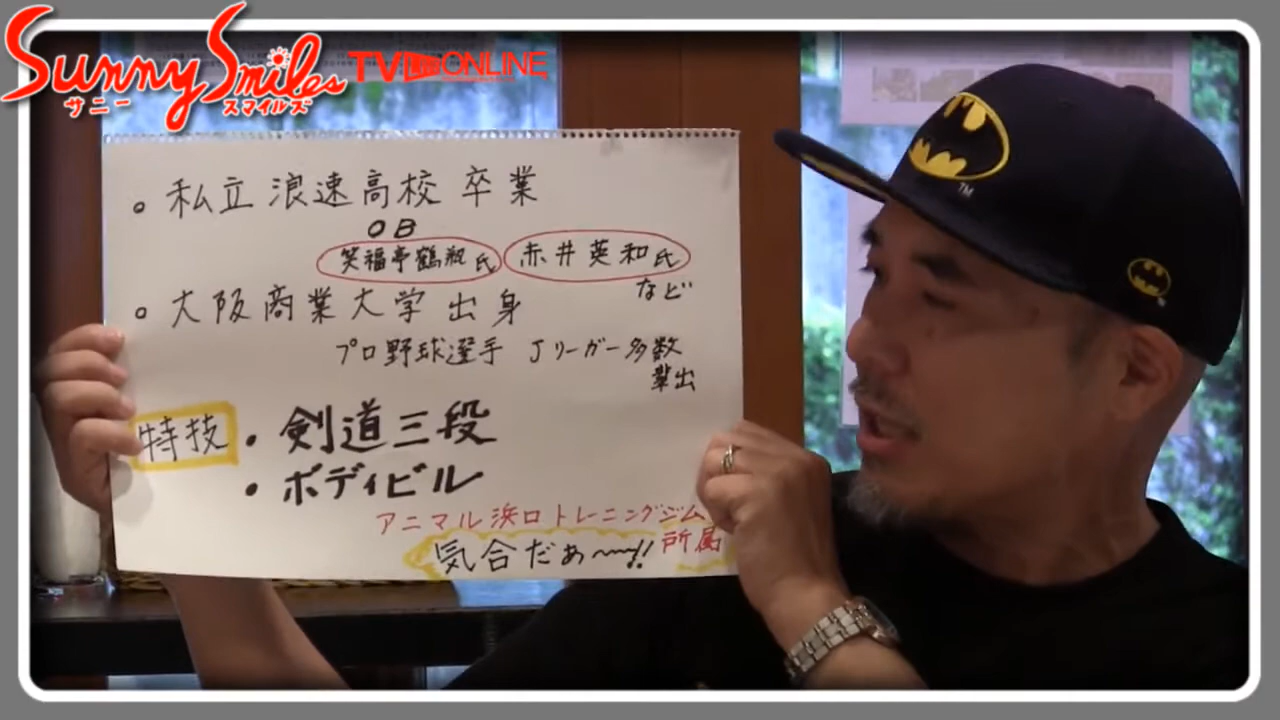 Sunny Smiles TV LIVE ONLINE
サニー スマイルズ
TM
• 私立 浪速高校 卒業
OB
笑福亭鶴瓶氏 赤井英和氏
など
• 大阪商業大学出身
プロ野球選手 Jリーガー多数
輩出
特技 • 剣道三段
• ボディビル
アニマル浜口トレーニングジム
所属
気合だぁ〜!!